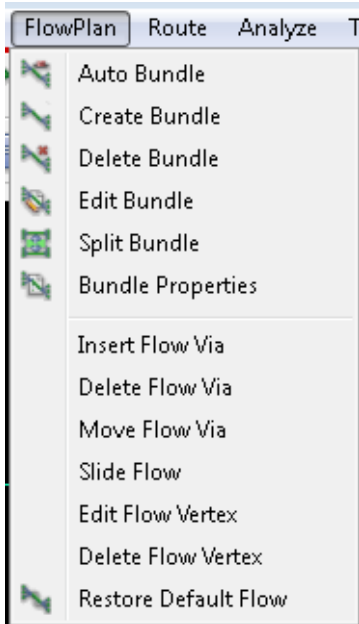 FlowPlan Route Analyze
Auto Bundle
Create Bundle
Delete Bundle
Edit Bundle
Split Bundle
Bundle Properties
Insert Flow Via
Delete Flow Via
Move Flow Via
Slide Flow
Edit Flow Vertex
Delete Flow Vertex
Restore Default Flow